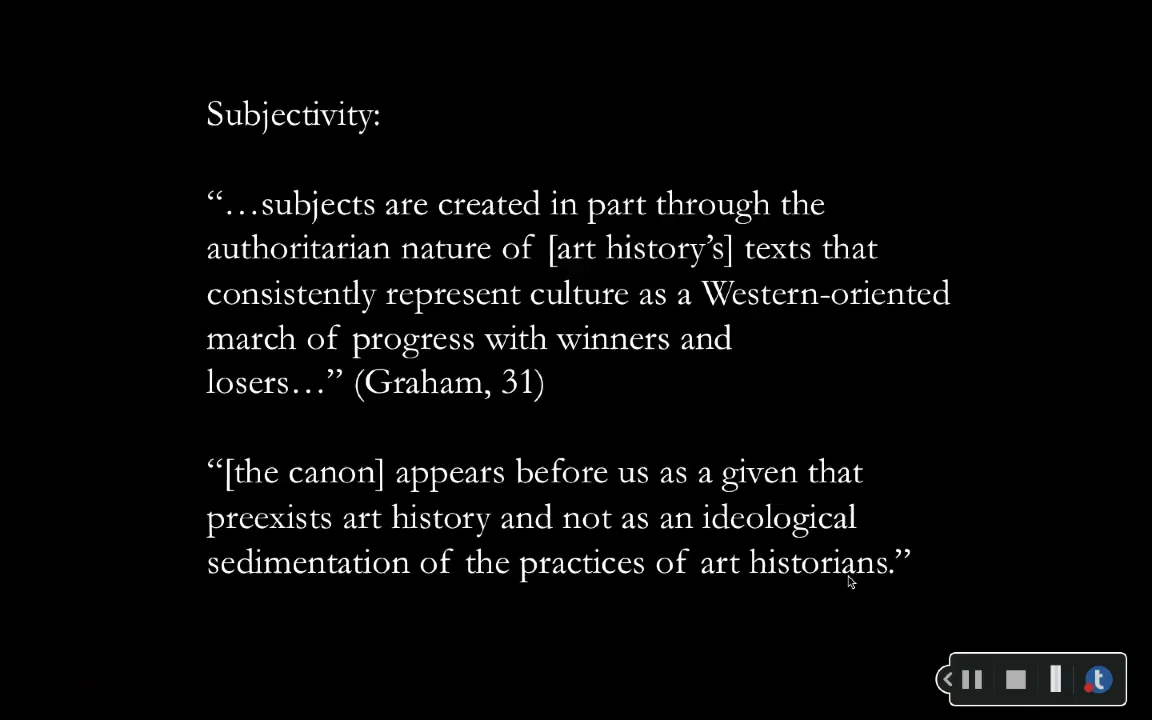 Subjectivity:
“…subjects are created in part through the
authoritarian nature of [art history’s] texts that
consistently represent culture as a Western-oriented
march of progress with winners and
losers…” (Graham, 31)
“[the canon] appears before us as a given that
preexists art history and not as an ideological
sedimentation of the practices of art historians.”
t